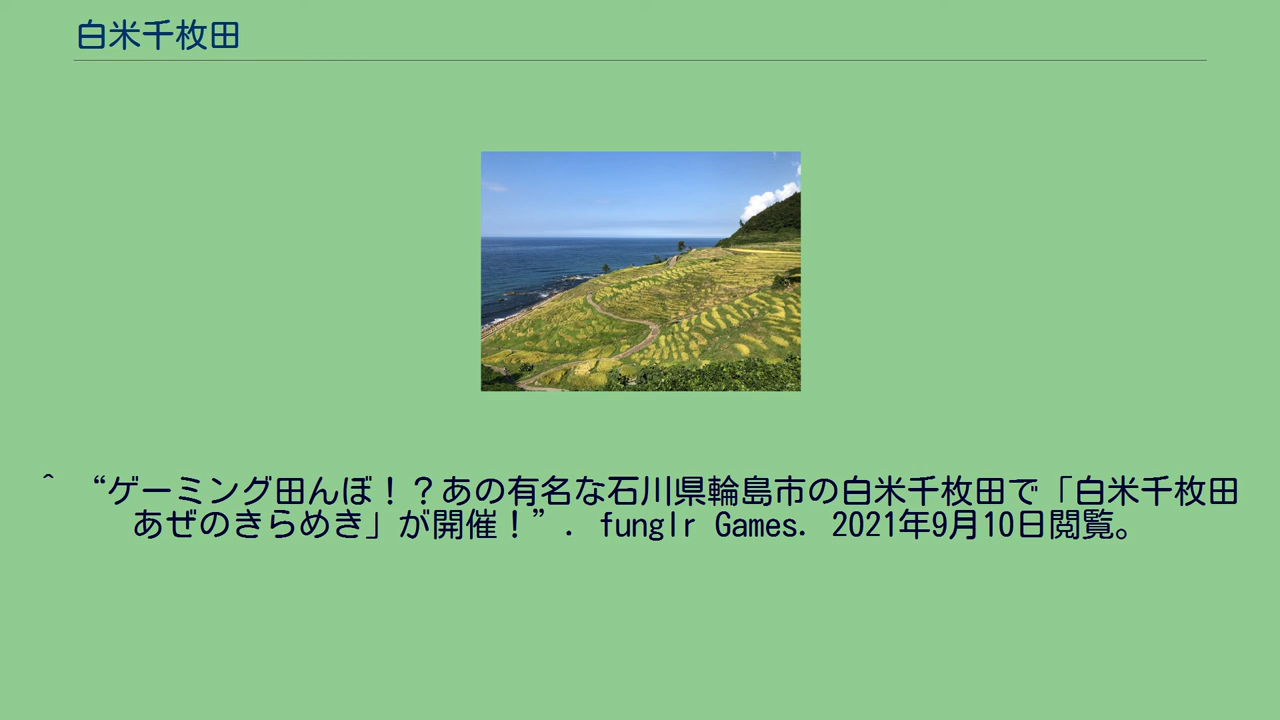 白米千枚田
^ “ゲーミング田んぼ！？あの有名な石川県輪島市の白米千枚田で「白米千枚田
あぜのきらめき」が開催！”. funglr Games. 2021年9月10日閲覧。